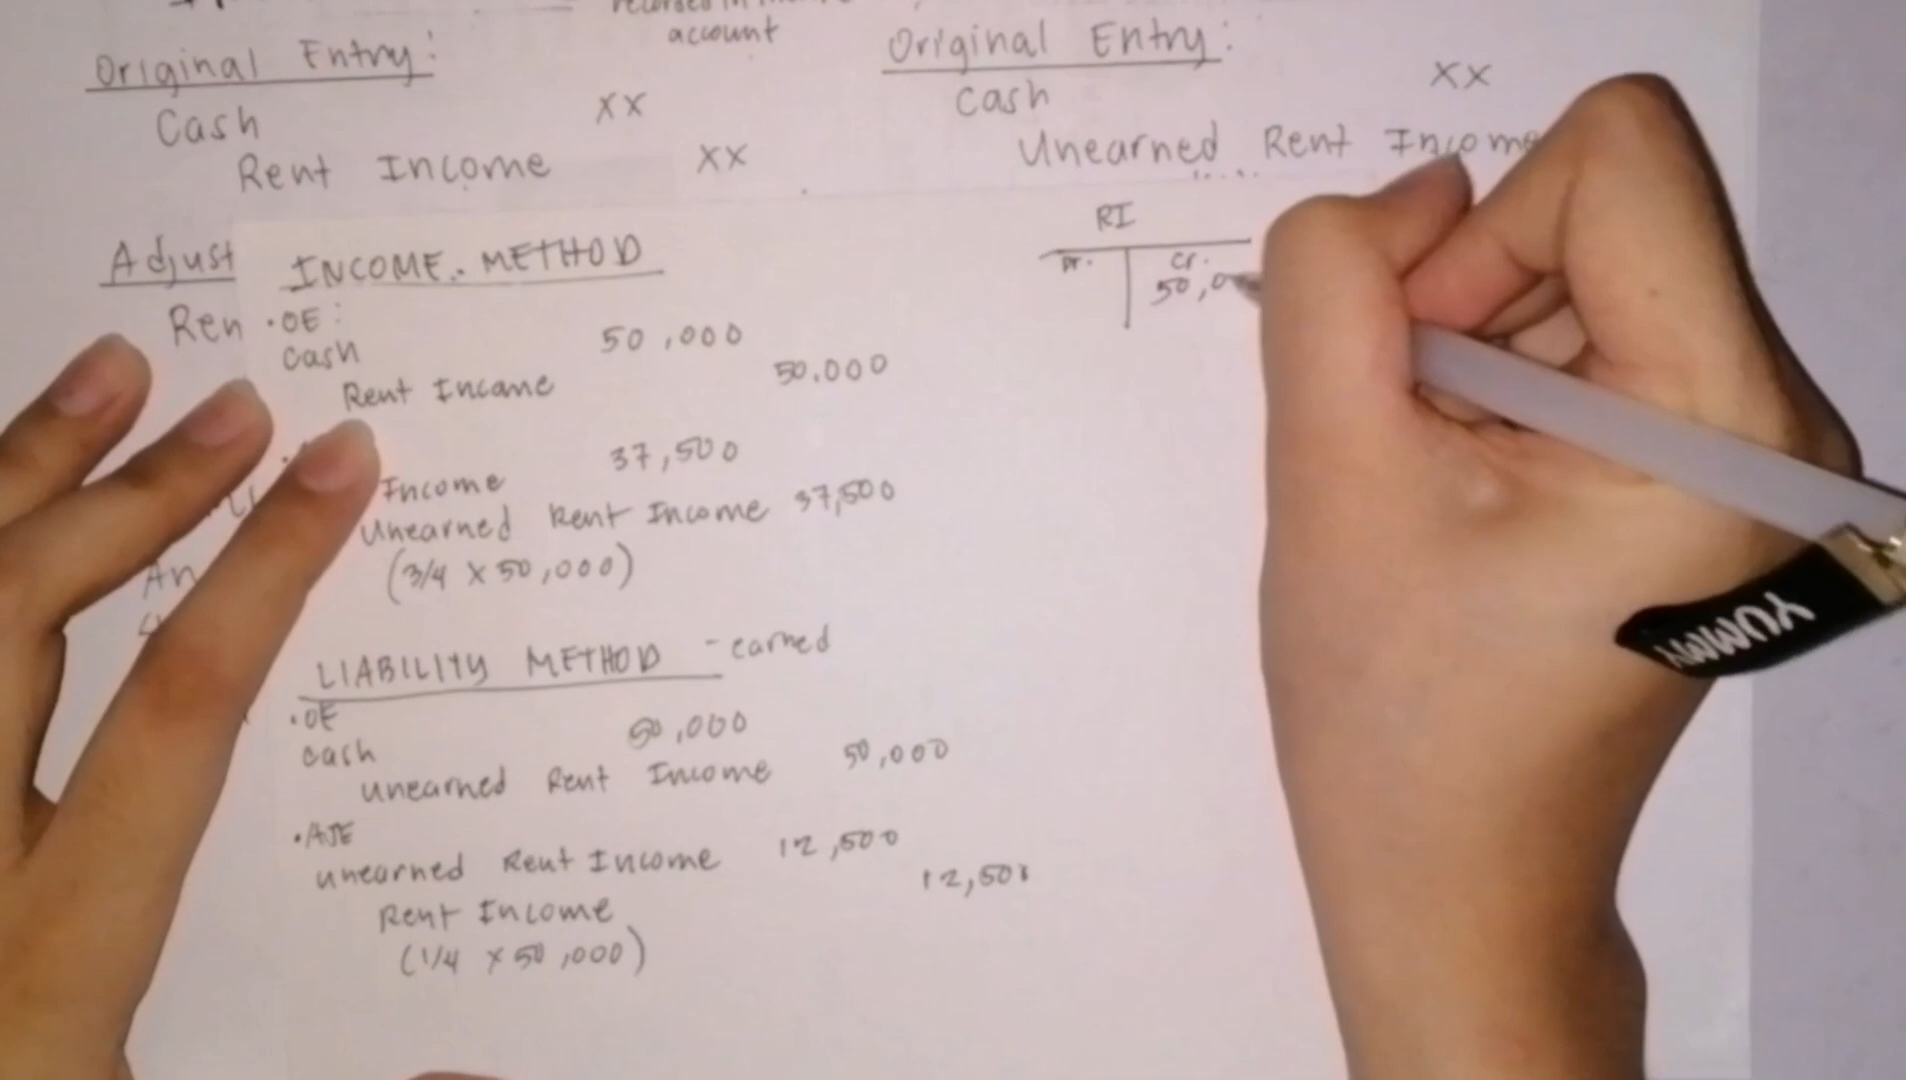 account
Original Entry:
Cash xx
Rent Income xx
Original Entry:
Cash xx
Unearned Rent Income
Adjust
Ren
An
INCOME METHOD
• OE:
Cash 50,000
Rent Income 50.000
Income 37,500
Unearned Rent Income 37,500
(3/4 x 50,000)
LIABILITY METHOD - earned
• OE
Cash 50,000
unearned Rent Income 50,000
• AJE
unearned Rent Income 12,500
Rent Income 12,50
(1/4 x 50,000)
RI
Dr. Cr.
50,0
YUMMY